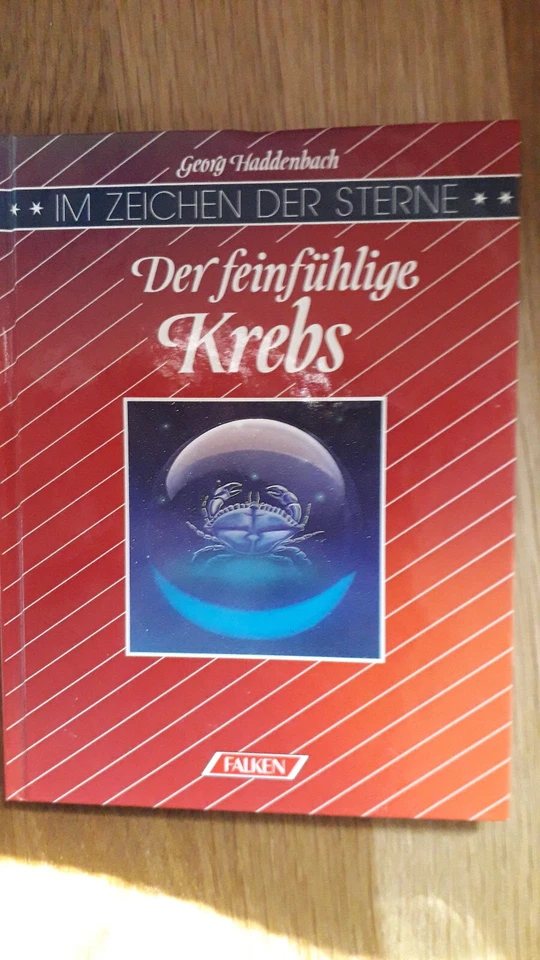 Georg Haddenbach
IM ZEICHEN DER STERNE
Der feinfühlige
Krebs
FALKEN